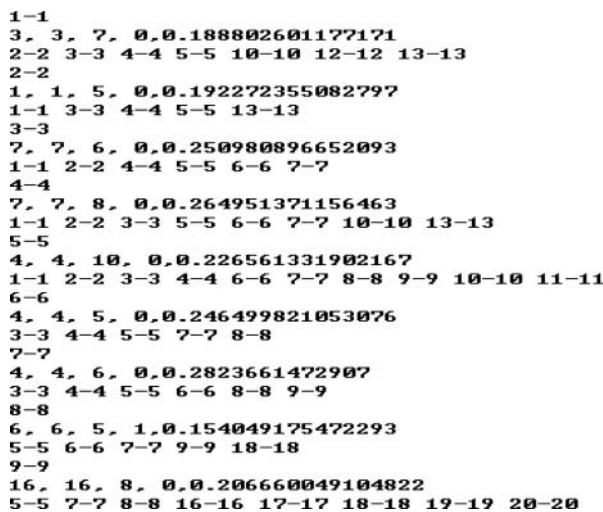 1-1
3, 3, 7, 0,0.188802601177171
2-2 3-3 4-4 5-5 10-10 12-12 13-13
2-2
1, 1, 5, 0,0.192272355082797
1-1 3-3 4-4 5-5 13-13
3-3
7, 7, 6, 0,0.250980896652093
1-1 2-2 4-4 5-5 6-6 7-7
4-4
7, 7, 8, 0,0.264951371156463
1-1 2-2 3-3 5-5 6-6 7-7 10-10 13-13
5-5
4, 4, 10, 0,0.226561331902167
1-1 2-2 3-3 4-4 6-6 7-7 8-8 9-9 10-10 11-11
6-6
4, 4, 5, 0,0.246499821053076
3-3 4-4 5-5 7-7 8-8
7-7
4, 4, 6, 0,0.2823661472907
3-3 4-4 5-5 6-6 8-8 9-9
8-8
6, 6, 5, 1,0.154049175472293
5-5 6-6 7-7 9-9 18-18
9-9
16, 16, 8, 0,0.206660049104822
5-5 7-7 8-8 16-16 17-17 18-18 19-19 20-20